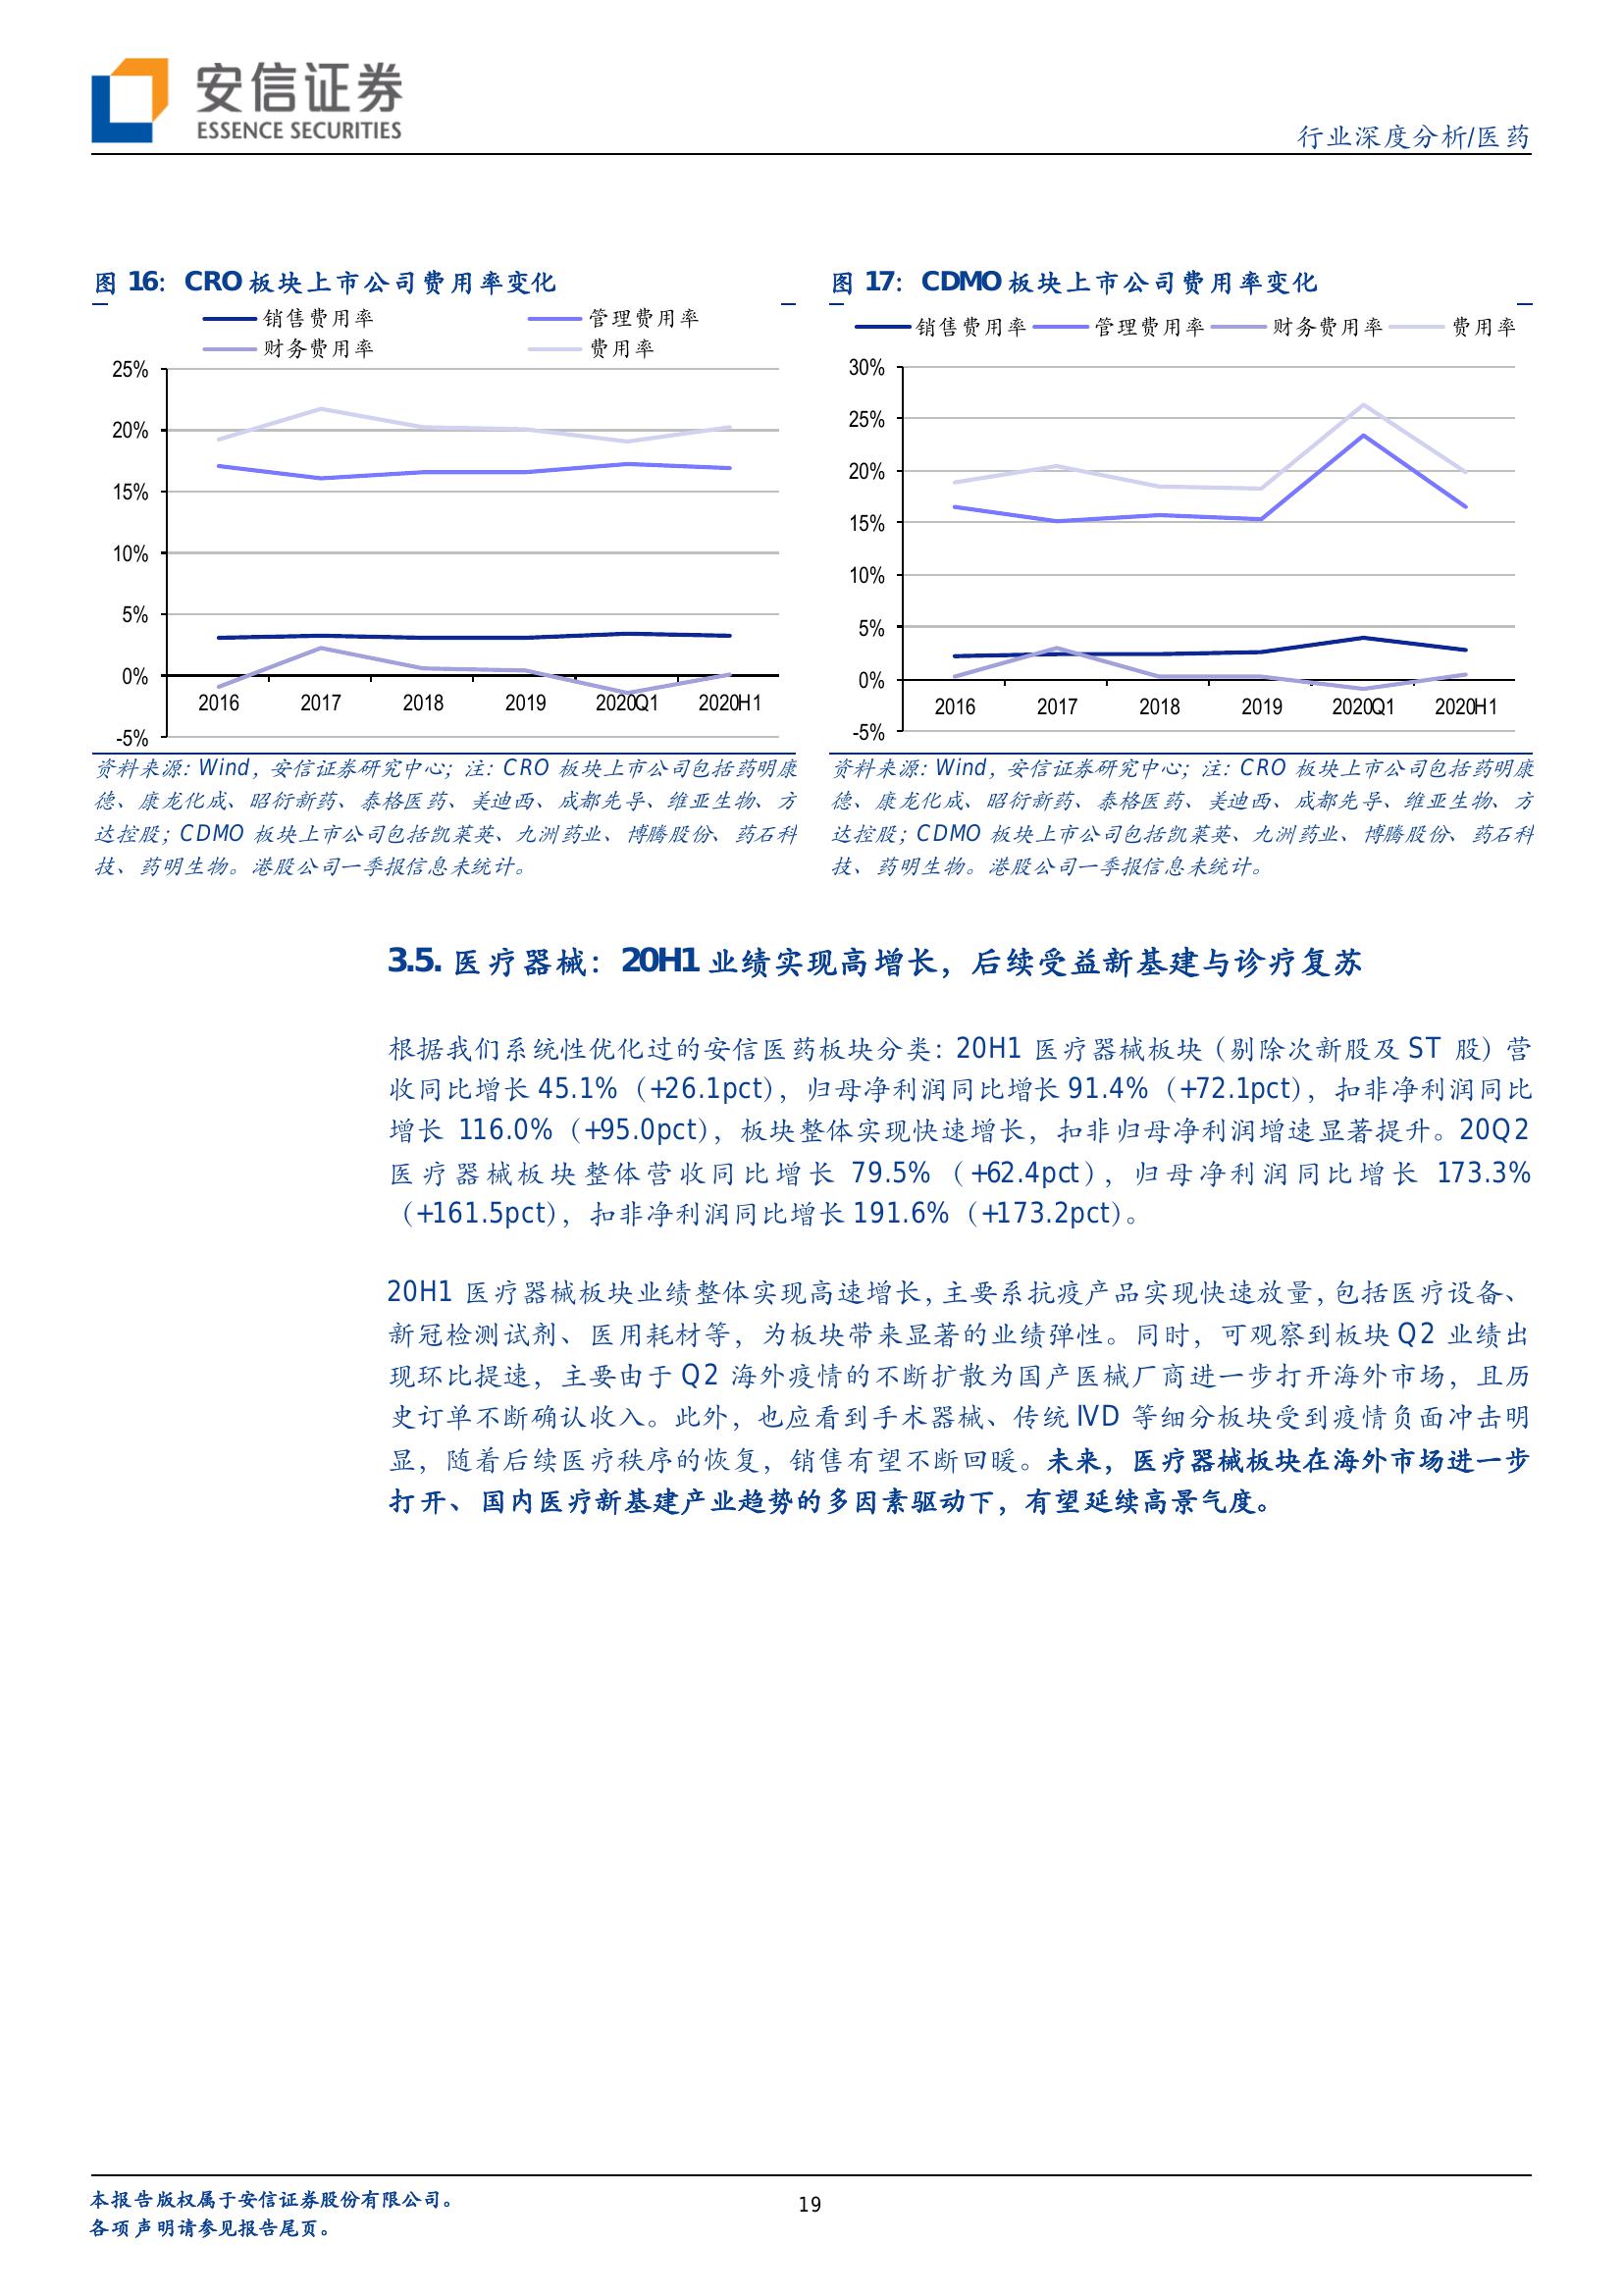 安信证券
ESSENCE SECURITIES
行业深度分析/医药
图 16：CRO 板块上市公司费用率变化
销售费用率 管理费用率
财务费用率 费用率
25%
20%
15%
10%
5%
0%
-5%
2016 2017 2018 2019 2020Q1 2020H1
资料来源：Wind，安信证券研究中心；注：CRO 板块上市公司包括药明康
德、康龙化成、昭衍新药、泰格医药、美迪西、成都先导、维亚生物、方
达控股；CDMO 板块上市公司包括凯莱英、九洲药业、博腾股份、药石科
技、药明生物。港股公司一季报信息未统计。
图 17：CDMO 板块上市公司费用率变化
销售费用率 管理费用率 财务费用率 费用率
30%
25%
20%
15%
10%
5%
0%
-5%
2016 2017 2018 2019 2020Q1 2020H1
资料来源：Wind，安信证券研究中心；注：CRO 板块上市公司包括药明康
德、康龙化成、昭衍新药、泰格医药、美迪西、成都先导、维亚生物、方
达控股；CDMO 板块上市公司包括凯莱英、九洲药业、博腾股份、药石科
技、药明生物。港股公司一季报信息未统计。
3.5. 医疗器械：20H1 业绩实现高增长，后续受益新基建与诊疗复苏
根据我们系统性优化过的安信医药板块分类：20H1 医疗器械板块（剔除次新股及 ST 股）营
收同比增长 45.1%（+26.1pct），归母净利润同比增长 91.4%（+72.1pct），扣非净利润同比
增长 116.0%（+95.0pct），板块整体实现快速增长，扣非归母净利润增速显著提升。20Q2
医疗器械板块整体营收同比增长 79.5%（+62.4pct），归母净利润同比增长 173.3%
（+161.5pct），扣非净利润同比增长 191.6%（+173.2pct）。
20H1 医疗器械板块业绩整体实现高速增长，主要系抗疫产品实现快速放量，包括医疗设备、
新冠检测试剂、医用耗材等，为板块带来显著的业绩弹性。同时，可观察到板块 Q2 业绩出
现环比提速，主要由于 Q2 海外疫情的不断扩散为国产医械厂商进一步打开海外市场，且历
史订单不断确认收入。此外，也应看到手术器械、传统 IVD 等细分板块受到疫情负面冲击明
显，随着后续医疗秩序的恢复，销售有望不断回暖。未来，医疗器械板块在海外市场进一步
打开、国内医疗新基建产业趋势的多因素驱动下，有望延续高景气度。
本报告版权属于安信证券股份有限公司。
各项声明请参见报告尾页。
19